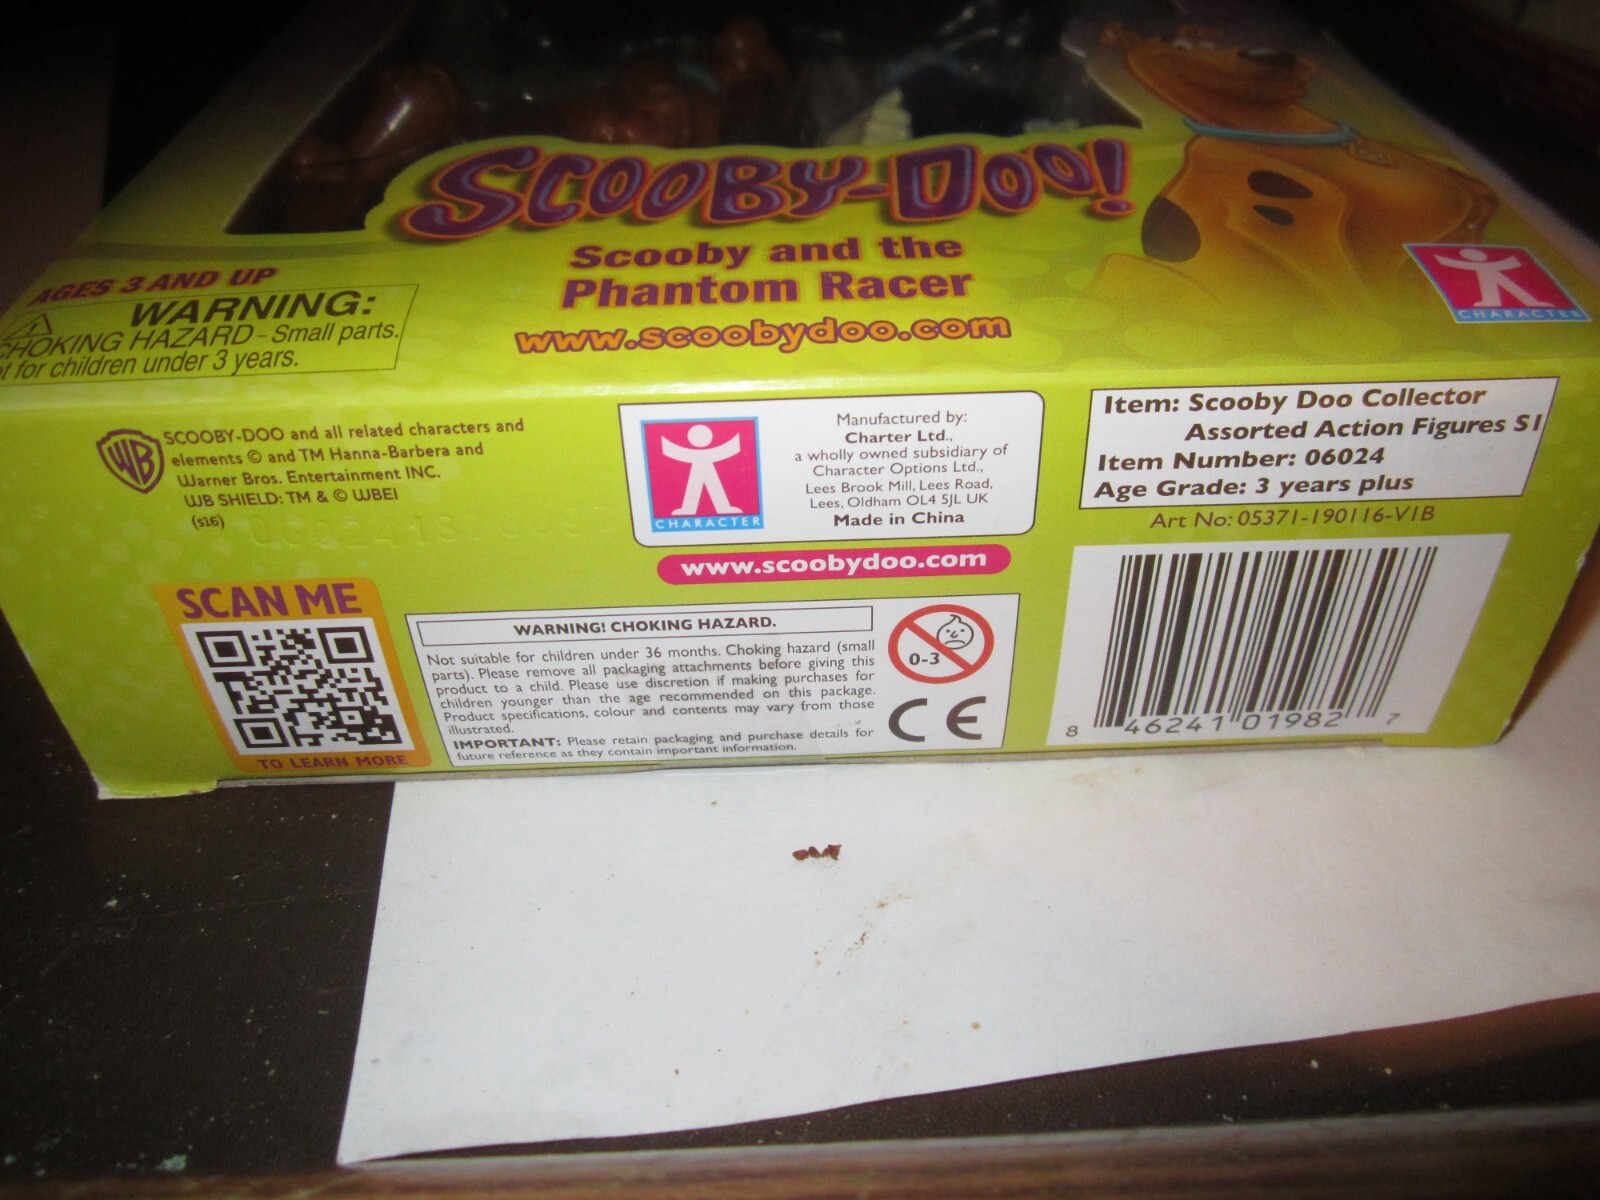 SCOOBY-DOO!
Scooby and the
Phantom Racer
www.scoobydoo.com
AGES 3 AND UP
WARNING:
CHOKING HAZARD - Small parts.
for children under 3 years.
CHARACTER
WB
SCOOBY-DOO and all related characters and
elements © and TM Hanna-Barbera and
Warner Bros. Entertainment INC.
WB SHIELD: TM & © WBEI
(s16)
CHARACTER
Manufactured by:
Charter Ltd.,
a wholly owned subsidiary of
Character Options Ltd.,
Lees Brook Mill, Lees Road,
Lees, Oldham OL4 5JL UK
Made in China
www.scoobydoo.com
Item: Scooby Doo Collector
Assorted Action Figures S1
Item Number: 06024
Age Grade: 3 years plus
Art No: 05371-190116-V1B
SCAN ME
TO LEARN MORE
WARNING! CHOKING HAZARD.
Not suitable for children under 36 months. Choking hazard (small
parts). Please remove all packaging attachments before giving this
product to a child. Please use discretion if making purchases for
children younger than the age recommended on this package.
Product specifications, colour and contents may vary from those
illustrated.
IMPORTANT: Please retain packaging and purchase details for
future reference as they contain important information.
0-3
CE
8 46241 01982 7